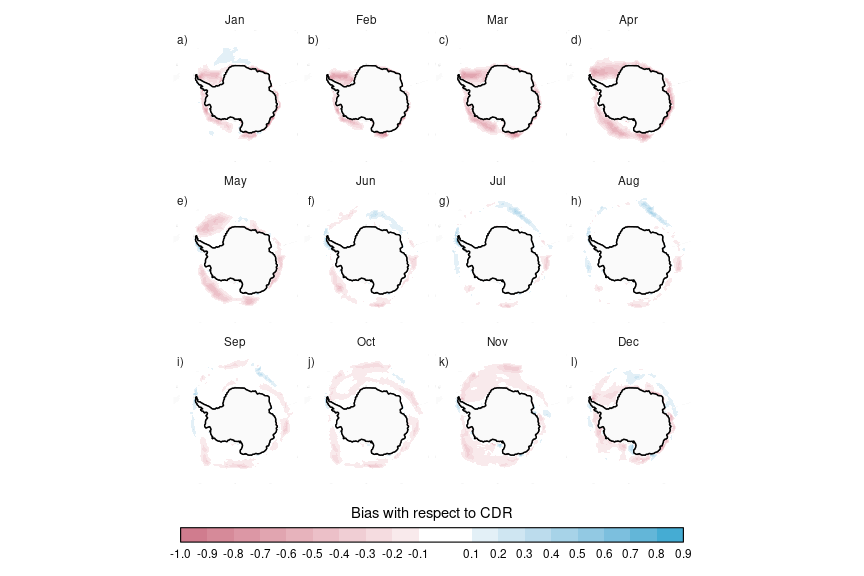 Jan Feb Mar Apr
a) b) c) d)
May Jun Jul Aug
e) f) g) h)
Sep Oct Nov Dec
i) j) k) l)
Bias with respect to CDR
-1.0 -0.9 -0.8 -0.7 -0.6 -0.5 -0.4 -0.3 -0.2 -0.1 0.1 0.2 0.3 0.4 0.5 0.6 0.7 0.8 0.9